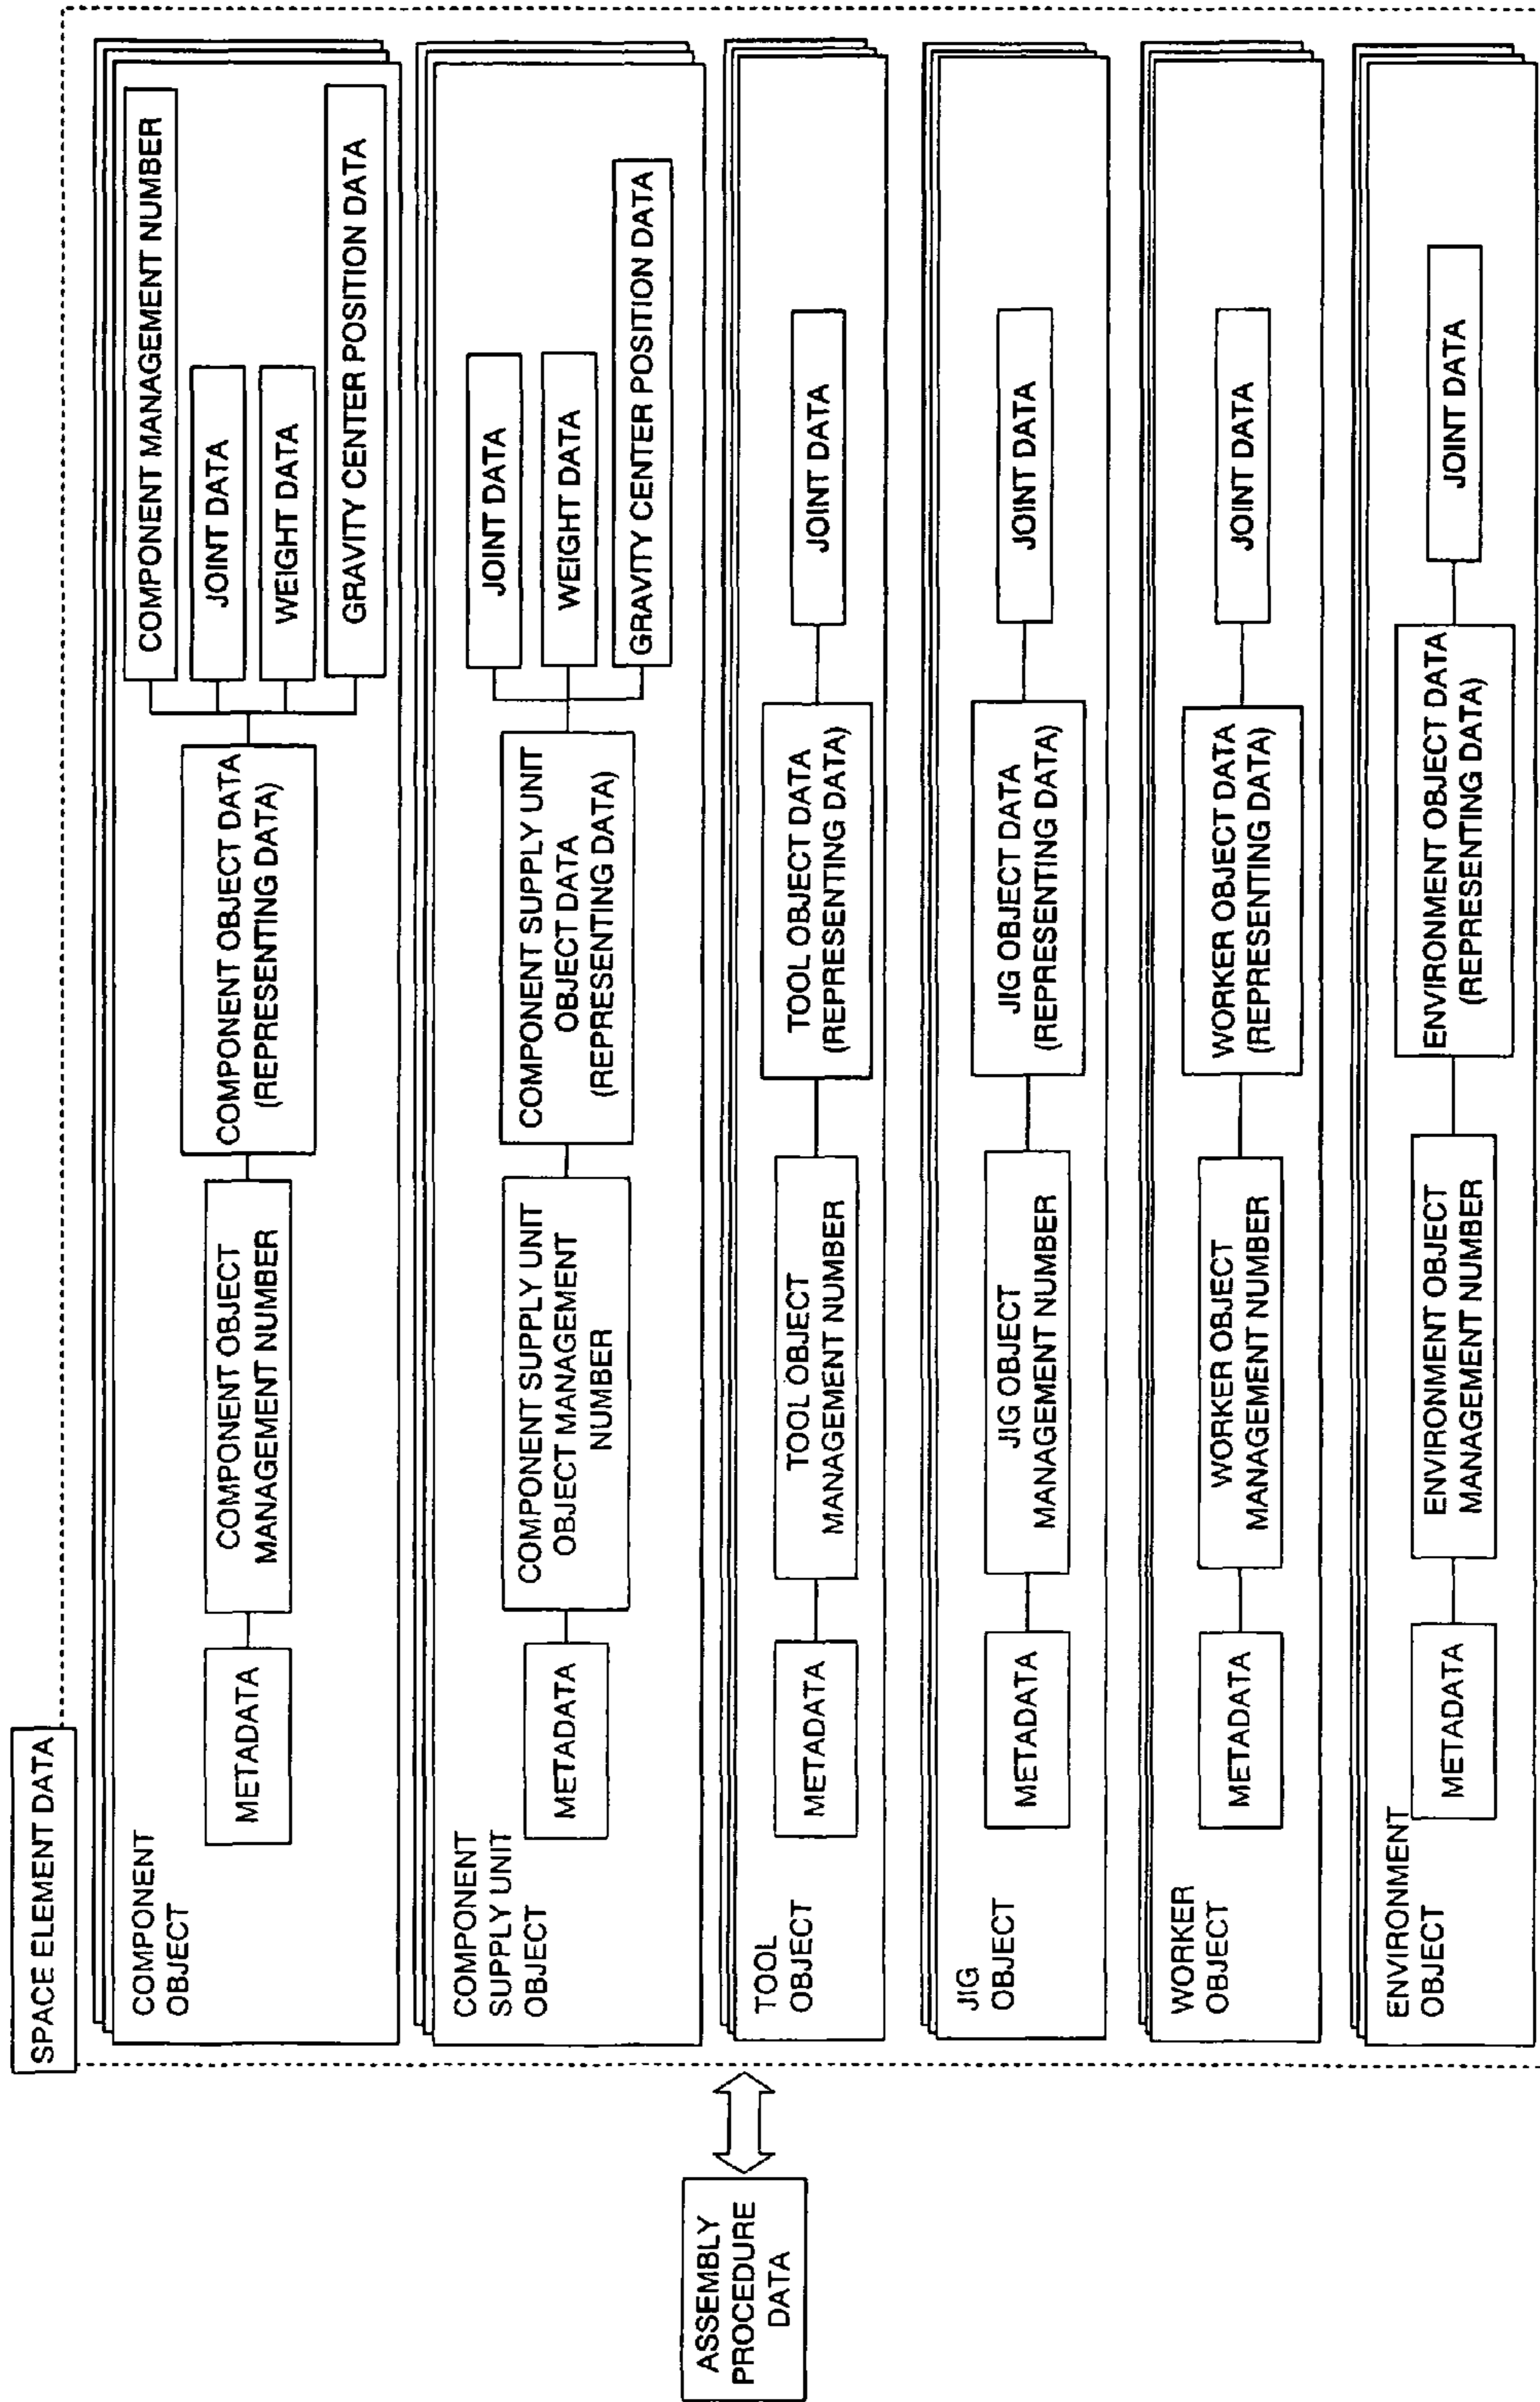 SPACE ELEMENT DATA
ASSEMBLY
PROCEDURE
DATA
COMPONENT
OBJECT
METADATA
COMPONENT OBJECT
MANAGEMENT NUMBER
COMPONENT OBJECT DATA
(REPRESENTING DATA)
COMPONENT MANAGEMENT NUMBER
JOINT DATA
WEIGHT DATA
GRAVITY CENTER POSITION DATA
COMPONENT
SUPPLY UNIT
OBJECT
METADATA
COMPONENT SUPPLY UNIT
OBJECT MANAGEMENT
NUMBER
COMPONENT SUPPLY UNIT
OBJECT DATA
(REPRESENTING DATA)
JOINT DATA
WEIGHT DATA
GRAVITY CENTER POSITION DATA
TOOL
OBJECT
METADATA
TOOL OBJECT
MANAGEMENT NUMBER
TOOL OBJECT DATA
(REPRESENTING DATA)
JOINT DATA
JIG
OBJECT
METADATA
JIG OBJECT
MANAGEMENT NUMBER
JIG OBJECT DATA
(REPRESENTING DATA)
JOINT DATA
WORKER
OBJECT
METADATA
WORKER OBJECT
MANAGEMENT NUMBER
WORKER OBJECT DATA
(REPRESENTING DATA)
JOINT DATA
ENVIRONMENT
OBJECT
METADATA
ENVIRONMENT OBJECT
MANAGEMENT NUMBER
ENVIRONMENT OBJECT DATA
(REPRESENTING DATA)
JOINT DATA